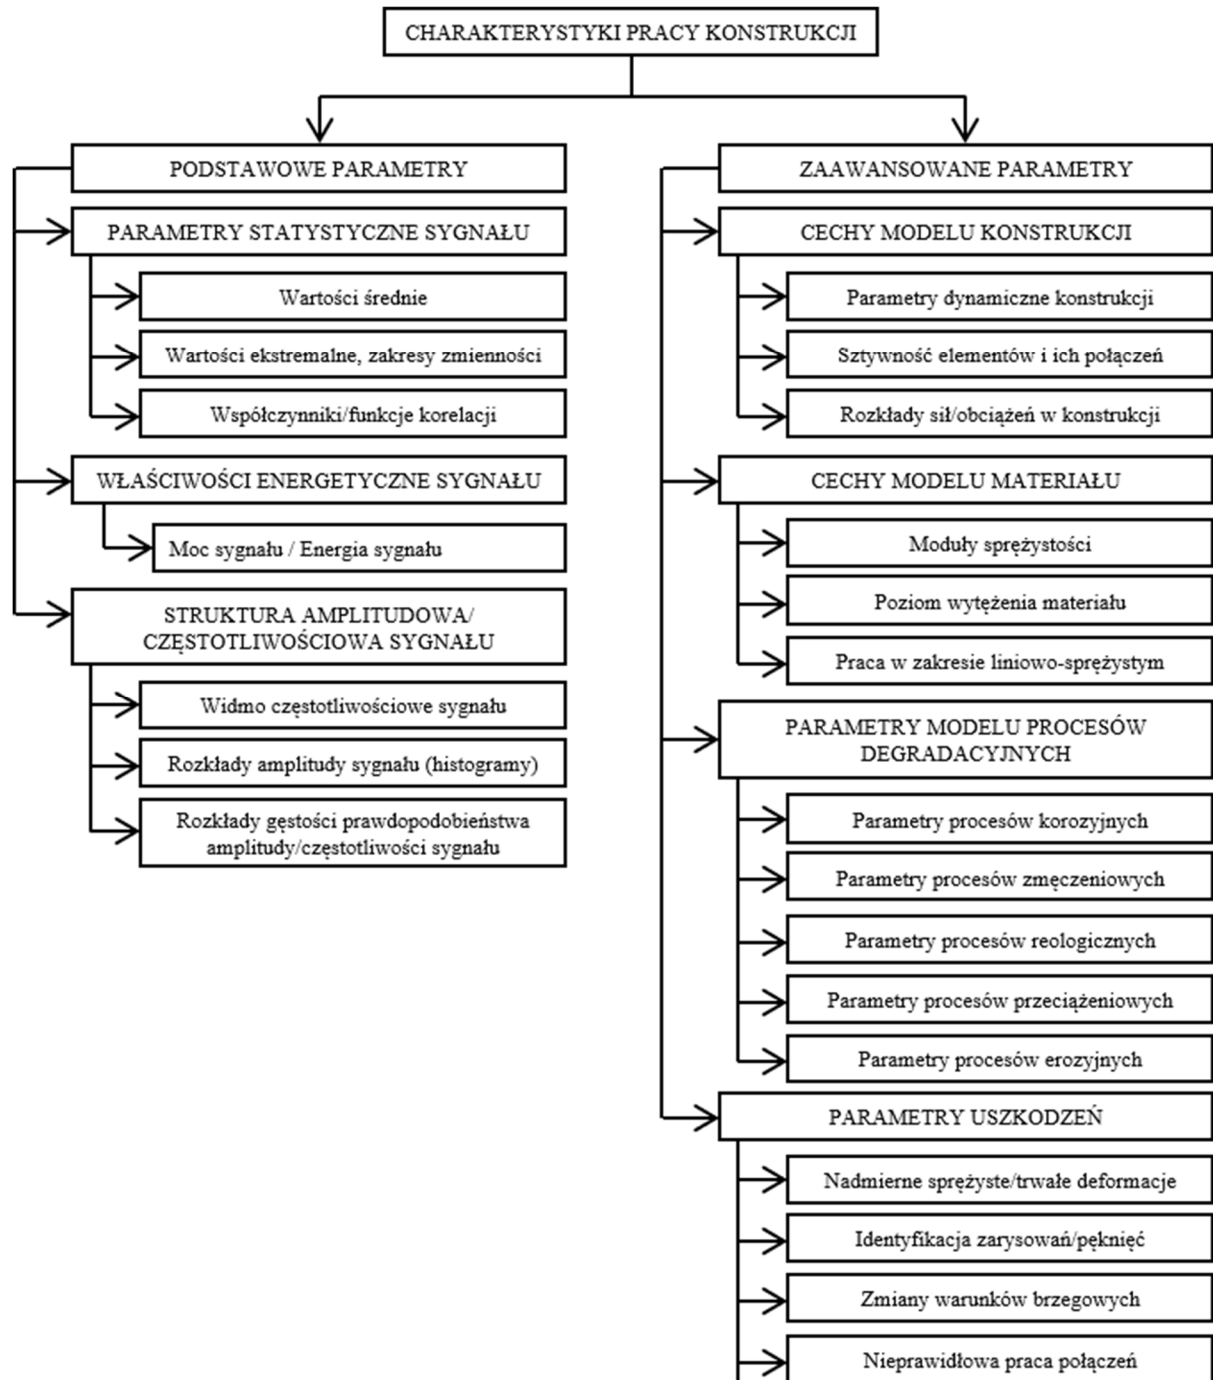 CHARAKTERYSTYKI PRACY KONSTRUKCJI
PODSTAWOWE PARAMETRY
PARAMETRY STATYSTYCZNE SYGNAŁU
Wartości średnie
Wartości ekstremalne, zakresy zmienności
Współczynniki/funkcje korelacji
WŁAŚCIWOŚCI ENERGETYCZNE SYGNAŁU
Moc sygnału / Energia sygnału
STRUKTURA AMPLITUDOWA/
CZĘSTOTLIWOŚCIOWA SYGNAŁU
Widmo częstotliwościowe sygnału
Rozkłady amplitudy sygnału (histogramy)
Rozkłady gęstości prawdopodobieństwa
amplitudy/częstotliwości sygnału
ZAAWANSOWANE PARAMETRY
CECHY MODELU KONSTRUKCJI
Parametry dynamiczne konstrukcji
Sztywność elementów i ich połączeń
Rozkłady sił/obciążeń w konstrukcji
CECHY MODELU MATERIAŁU
Moduły sprężystości
Poziom wytężenia materiału
Praca w zakresie liniowo-sprężystym
PARAMETRY MODELU PROCESÓW
DEGRADACYJNYCH
Parametry procesów korozyjnych
Parametry procesów zmęczeniowych
Parametry procesów reologicznych
Parametry procesów przeciążeniowych
Parametry procesów erozyjnych
PARAMETRY USZKODZEŃ
Nadmierne sprężyste/trwałe deformacje
Identyfikacja zarysowań/pęknięć
Zmiany warunków brzegowych
Nieprawidłowa praca połączeń